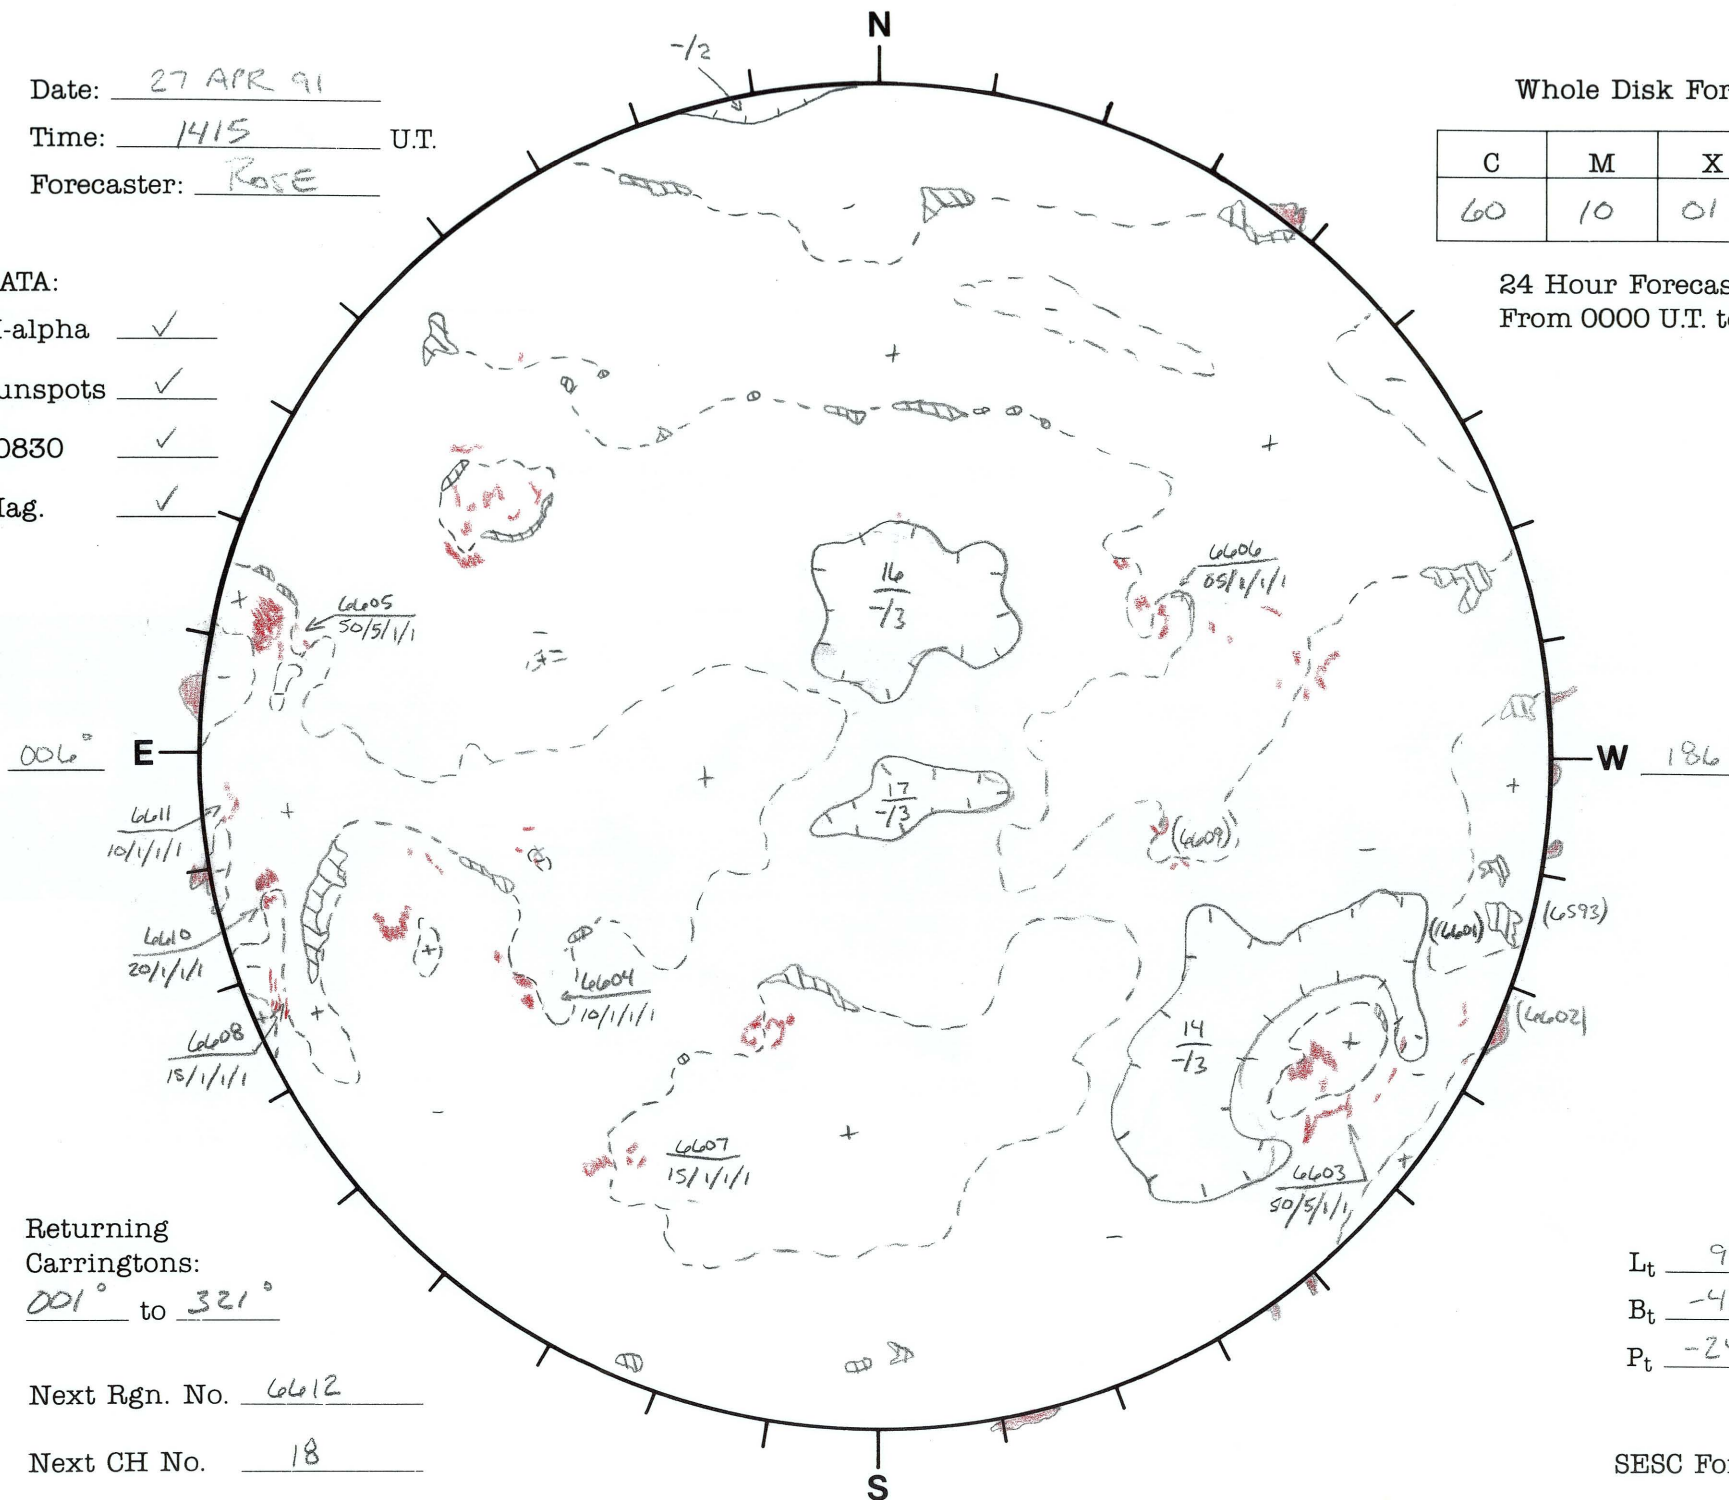 N
-/2
Date: 27 APR 91
Time: 1415 U.T.
Forecaster: ROSE
Whole Disk For
C M X
60 10 01
24 Hour Forecas
From 0000 U.T. to
ATA:
I-alpha ✓
unspots ✓
0830 ✓
Mag. ✓
16
-/3
6606
05/1/1/1
6605
50/5/1/1
006° E
W 186
17
-/3
6611
10/1/1/1
(6609)
6610
20/1/1/1
(6601)
(6593)
6604
10/1/1/1
6608
15/1/1/1
14
-/3
(6602)
6607
15/1/1/1
6603
50/5/1/1
Returning
Carringtons:
001° to 321°
Lt 9
Bt -4
Pt -24
Next Rgn. No. 6612
Next CH No. 18
SESC For
S